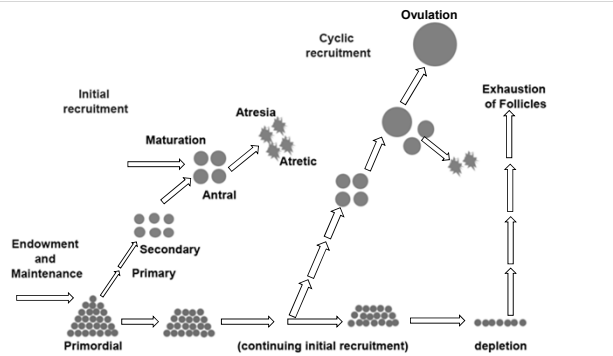 Ovulation
Cyclic
recruitment
Exhaustion
of Follicles
Initial
recruitment
Atresia
Maturation
Atretic
Antral
Endowment
and
Maintenance
Secondary
Primary
Primordial
(continuing initial recruitment)
depletion